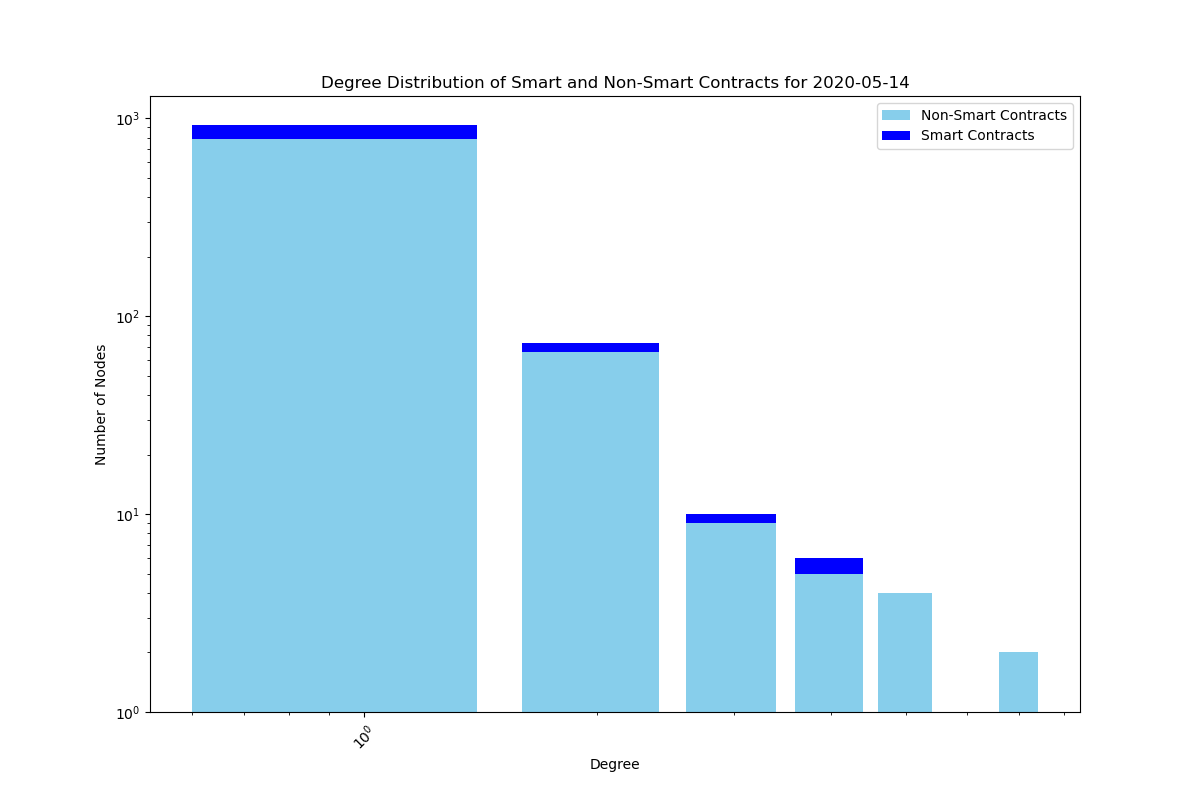 Degree Distribution of Smart and Non-Smart Contracts for 2020-05-14
Non-Smart Contracts
Smart Contracts
10³
10²
10¹
10⁰
Number of Nodes
10⁰
Degree